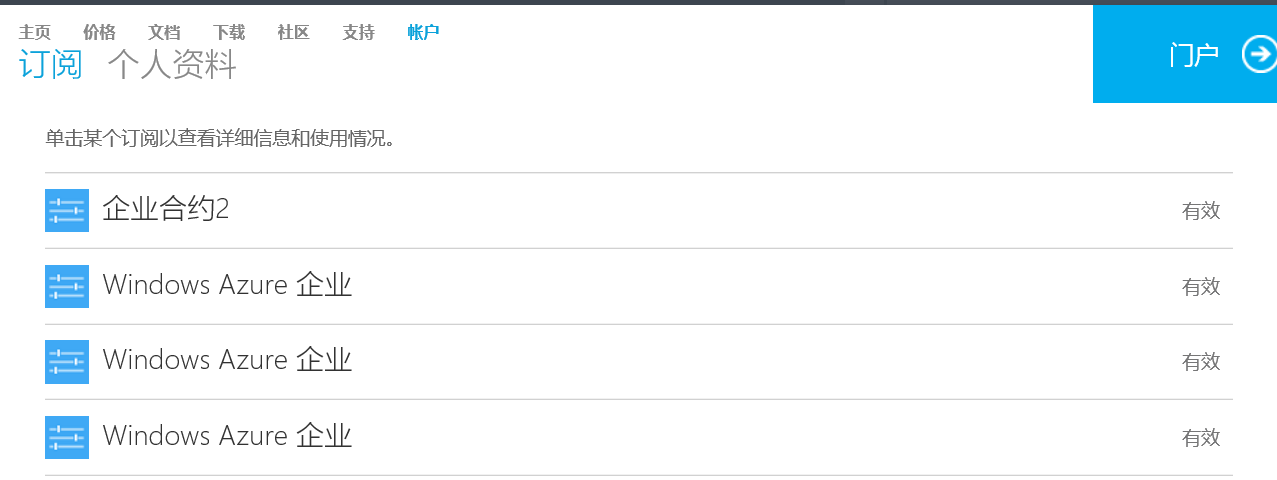 主页 价格 文档 下载 社区 支持 帐户
订阅 个人资料
门户
单击某个订阅以查看详细信息和使用情况。
企业合约2 有效
Windows Azure 企业 有效
Windows Azure 企业 有效
Windows Azure 企业 有效